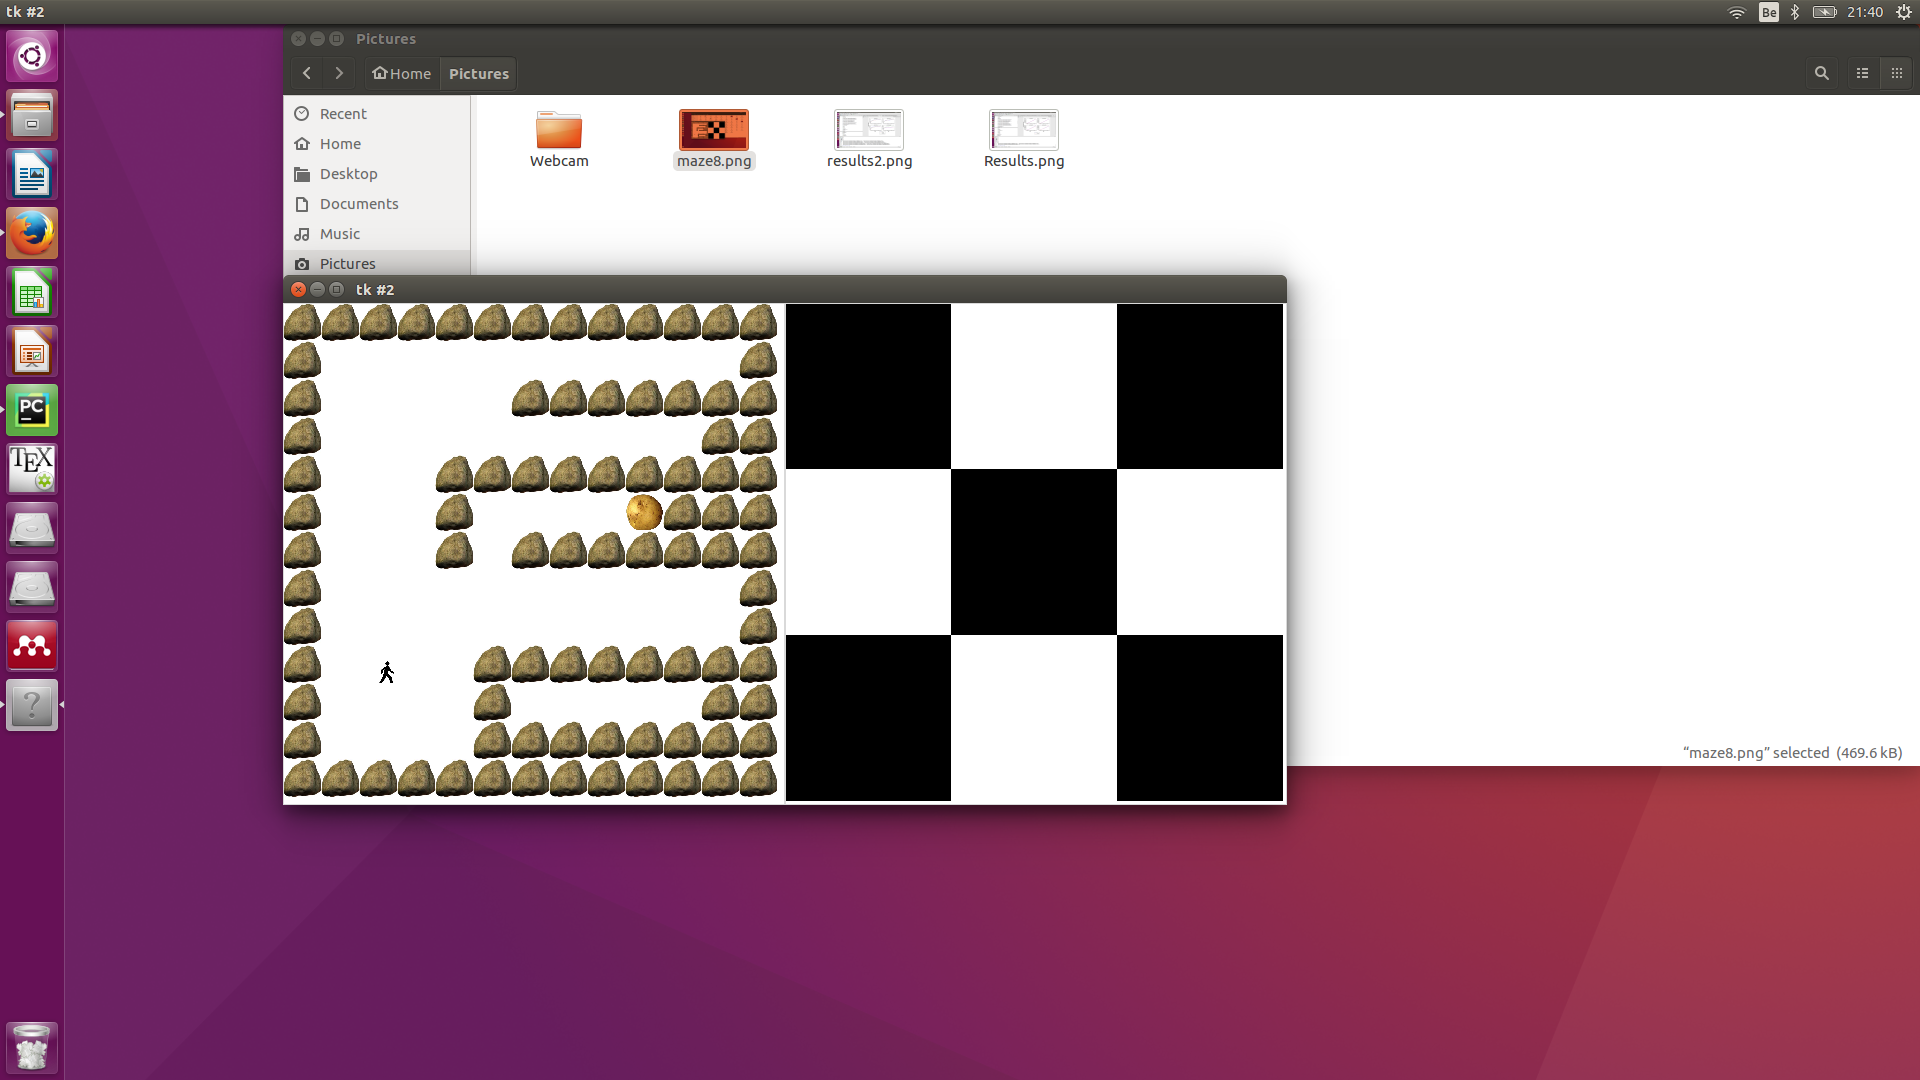 tk #2
Be
21:40
Pictures
Home
Pictures
Recent
Home
Desktop
Documents
Music
Pictures
Webcam
maze8.png
results2.png
Results.png
PC
TEX
?
tk #2
“maze8.png” selected (469.6 kB)